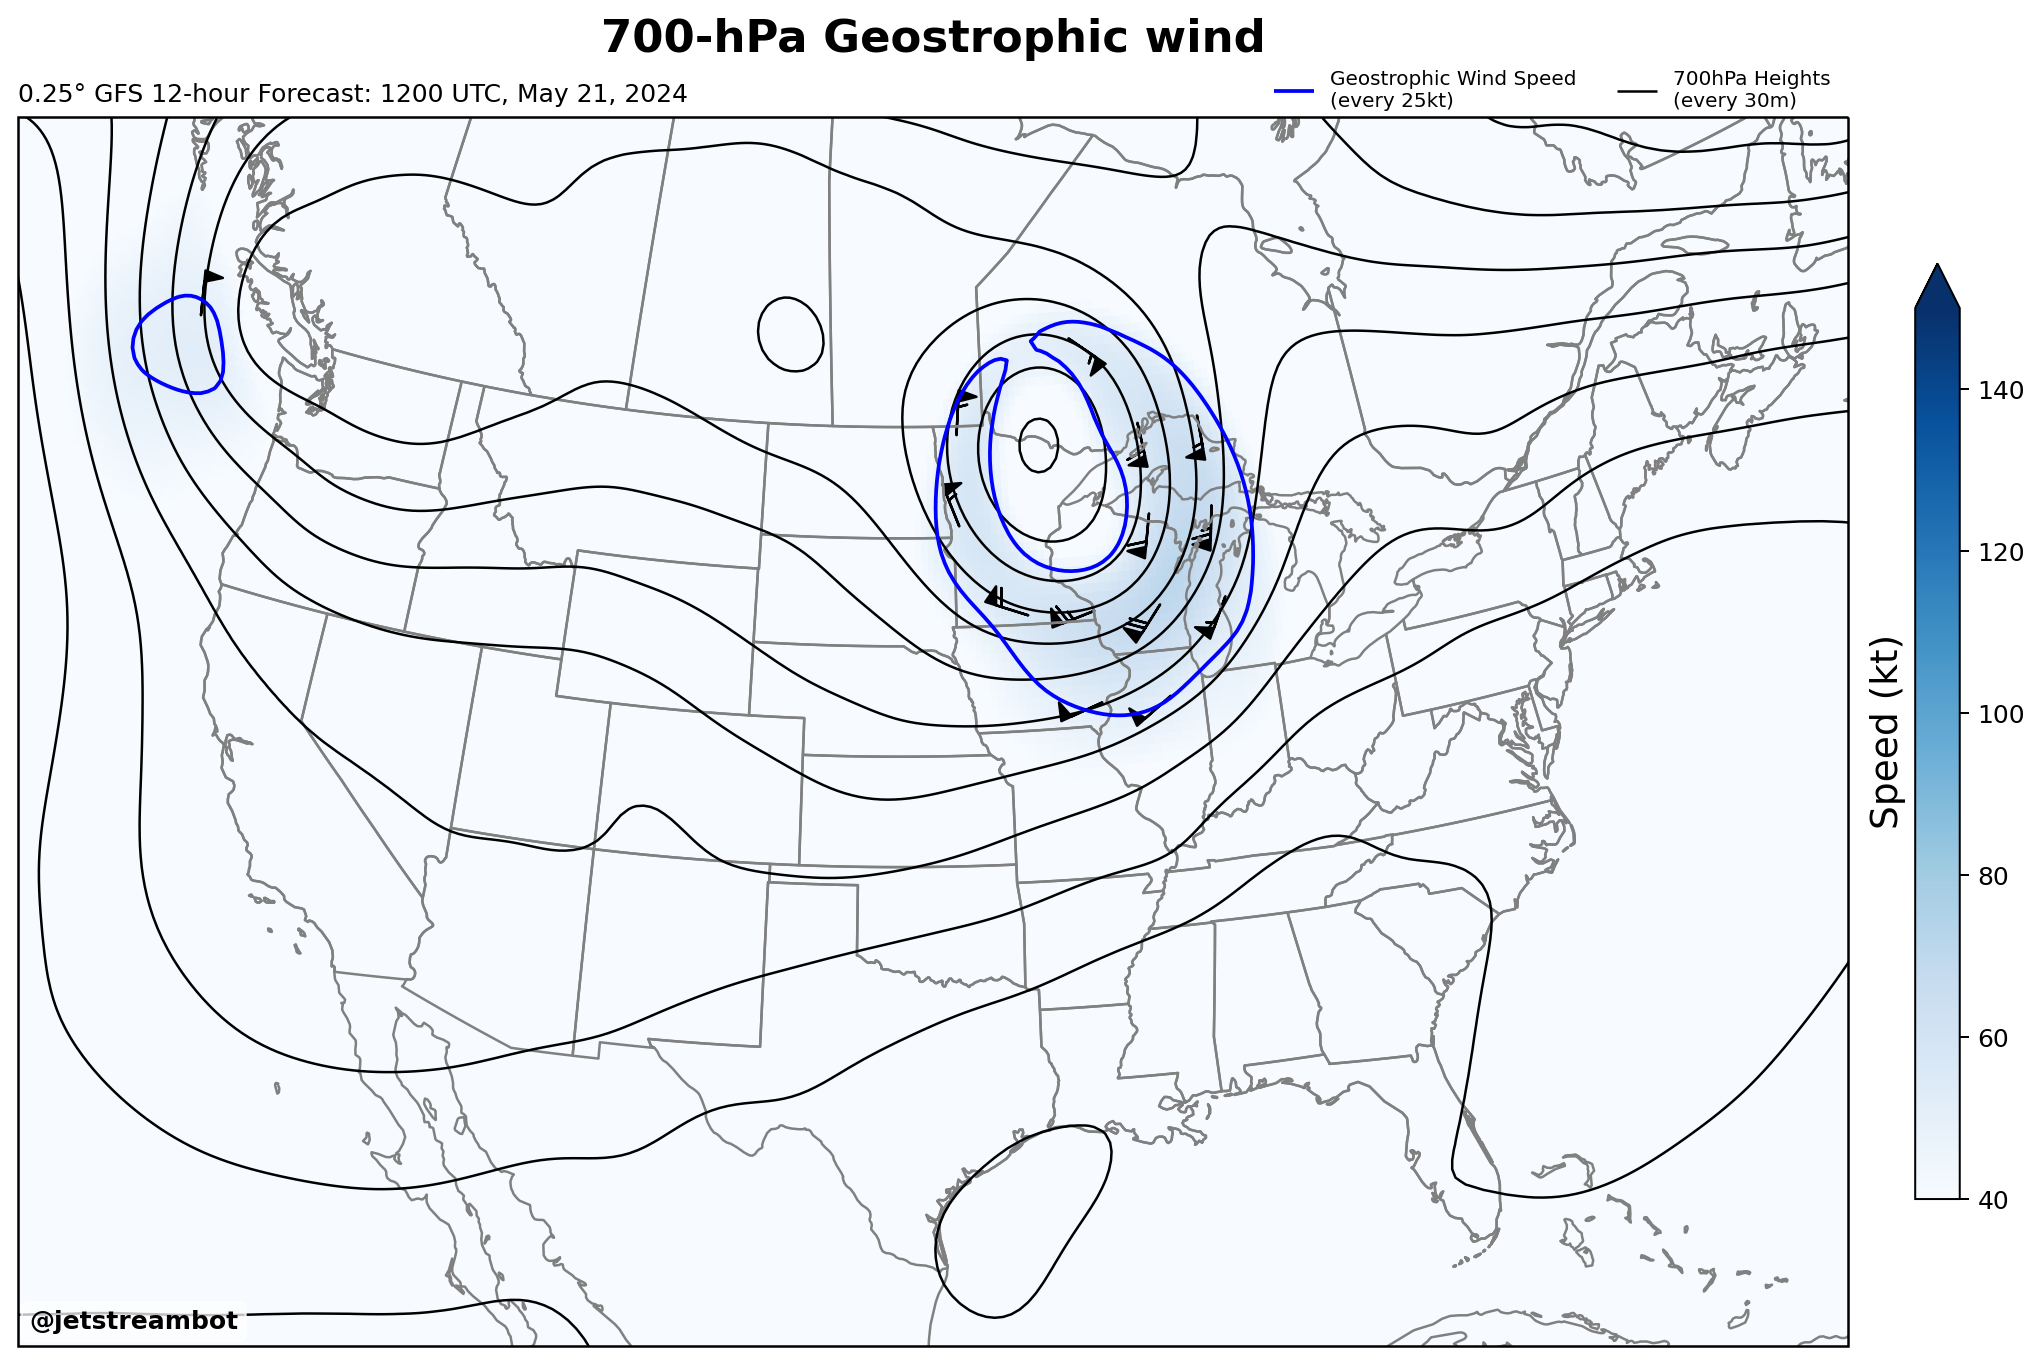 700-hPa Geostrophic wind
0.25° GFS 12-hour Forecast: 1200 UTC, May 21, 2024
Geostrophic Wind Speed
(every 25kt)
700hPa Heights
(every 30m)
140
120
100
80
60
40
Speed (kt)
@jetstreambot